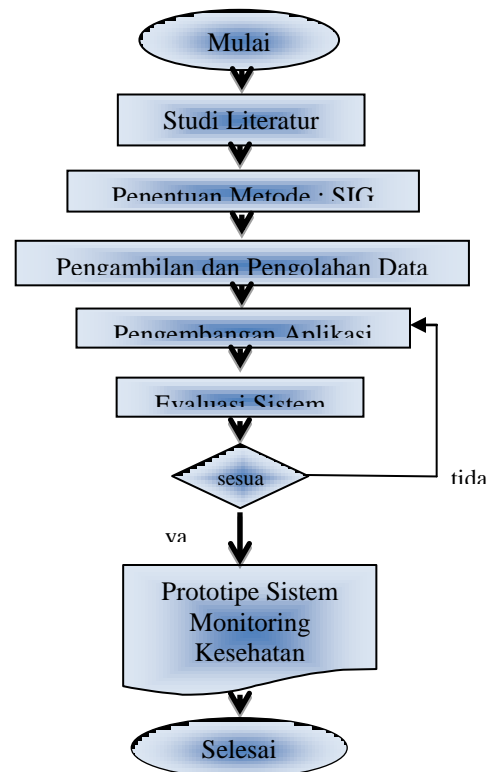 Mulai
Studi Literatur
Penentuan Metode : SIG
Pengambilan dan Pengolahan Data
Pengembangan Aplikasi
Evaluasi Sistem
sesua
tida
ya
Prototipe Sistem
Monitoring
Kesehatan
Selesai